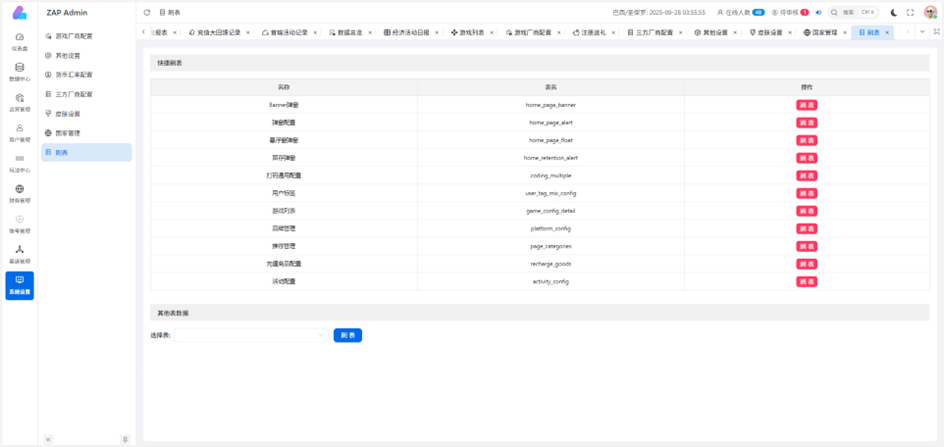 ZAP Admin
刷表
巴西/圣保罗: 2025-09-28 03:53:55
在线人数
待审核 1
搜索 Ctrl K
充值大回馈记录 ×
首输活动记录 ×
数据总览 ×
经济活动日报 ×
游戏列表 ×
游戏厂商配置 ×
注册送礼 ×
三方厂商配置 ×
其他设置 ×
皮肤设置 ×
国家管理 ×
刷表 ×
仪表盘
数据中心
运营管理
用户管理
玩法中心
财务管理
账号管理
渠道管理
系统设置
游戏厂商配置
其他设置
货币汇率配置
三方厂商配置
皮肤设置
国家管理
刷表
快捷刷表
名称 表名 操作
Banner弹窗 home_page_banner 刷 表
弹窗配置 home_page_alert 刷 表
悬浮窗弹窗 home_page_float 刷 表
留存弹窗 home_retention_alert 刷 表
打码通用配置 coding_multiple 刷 表
用户标签 user_tag_mix_config 刷 表
游戏列表 game_config_detail 刷 表
品牌管理 platform_config 刷 表
推荐管理 page_categories 刷 表
充值商品配置 recharge_goods 刷 表
活动配置 activity_config 刷 表
其他表数据
选择表:
刷 表